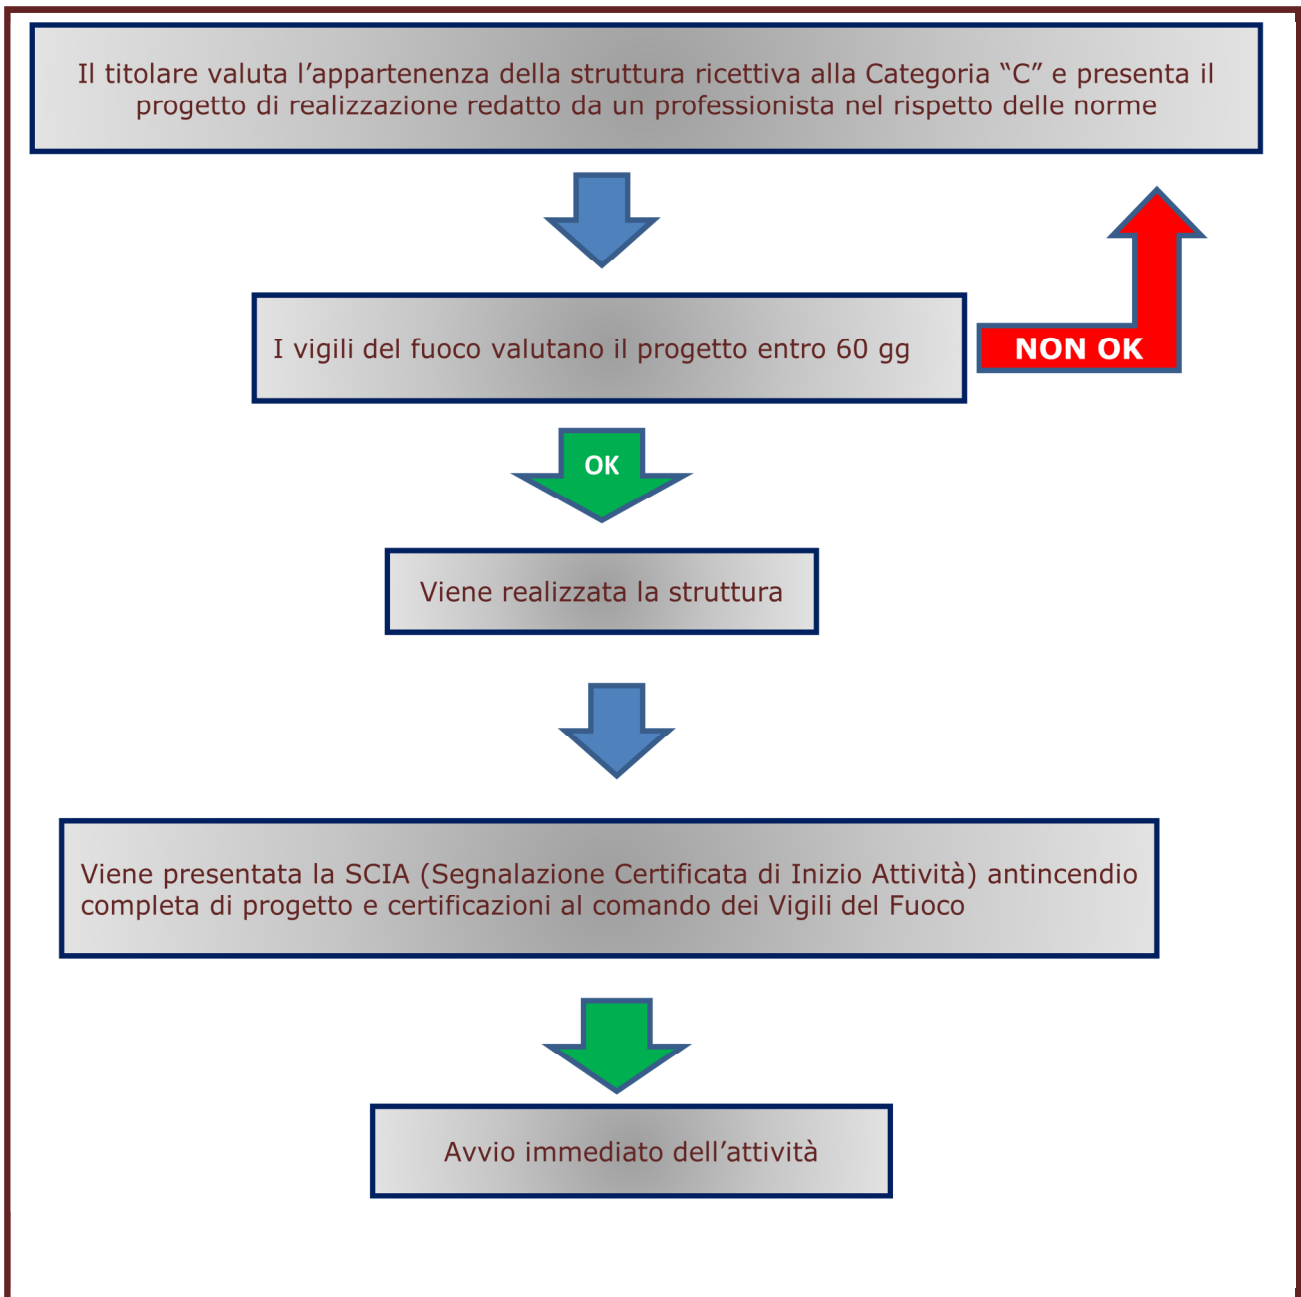 Il titolare valuta l’appartenenza della struttura ricettiva alla Categoria “C” e presenta il
progetto di realizzazione redatto da un professionista nel rispetto delle norme
I vigili del fuoco valutano il progetto entro 60 gg
NON OK
OK
Viene realizzata la struttura
Viene presentata la SCIA (Segnalazione Certificata di Inizio Attività) antincendio
completa di progetto e certificazioni al comando dei Vigili del Fuoco
Avvio immediato dell’attività